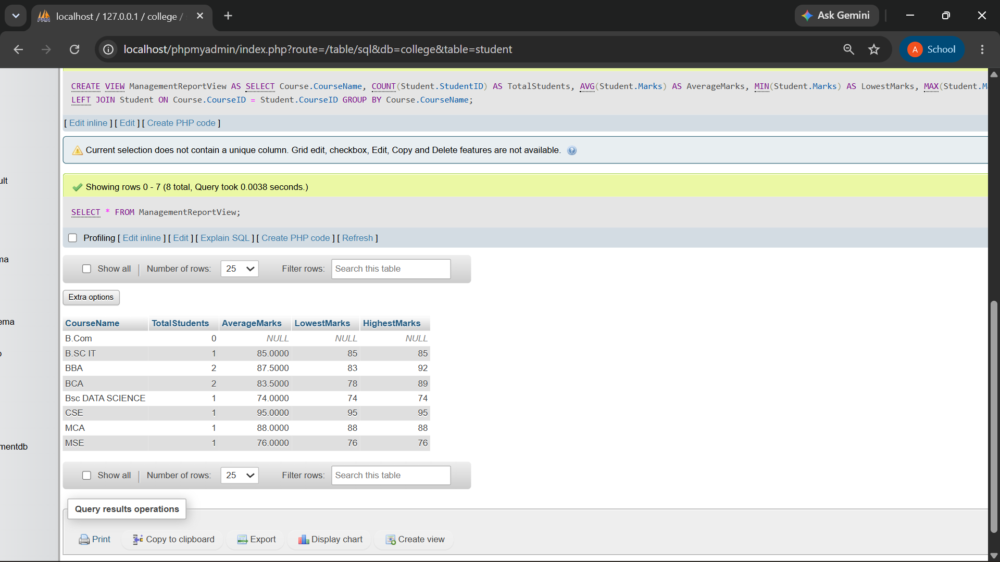 localhost / 127.0.0.1 / college /
Ask Gemini
localhost/phpmyadmin/index.php?route=/table/sql&db=college&table=student
A School
CREATE VIEW ManagementReportView AS SELECT Course.CourseName, COUNT(Student.StudentID) AS TotalStudents, AVG(Student.Marks) AS AverageMarks, MIN(Student.Marks) AS LowestMarks, MAX(Student.M
LEFT JOIN Student ON Course.CourseID = Student.CourseID GROUP BY Course.CourseName;
[ Edit inline ] [ Edit ] [ Create PHP code ]
Current selection does not contain a unique column. Grid edit, checkbox, Edit, Copy and Delete features are not available.
ult
Showing rows 0 - 7 (8 total, Query took 0.0038 seconds.)
SELECT * FROM ManagementReportView;
Profiling [ Edit inline ] [ Edit ] [ Explain SQL ] [ Create PHP code ] [ Refresh ]
ma
Show all | Number of rows: 25 Filter rows: Search this table
Extra options
ema
CourseName TotalStudents AverageMarks LowestMarks HighestMarks
B.Com 0 NULL NULL NULL
B.SC IT 1 85.0000 85 85
BBA 2 87.5000 83 92
BCA 2 83.5000 78 89
Bsc DATA SCIENCE 1 74.0000 74 74
CSE 1 95.0000 95 95
MCA 1 88.0000 88 88
MSE 1 76.0000 76 76
mentdb
Show all | Number of rows: 25 Filter rows: Search this table
Query results operations
Print Copy to clipboard Export Display chart Create view